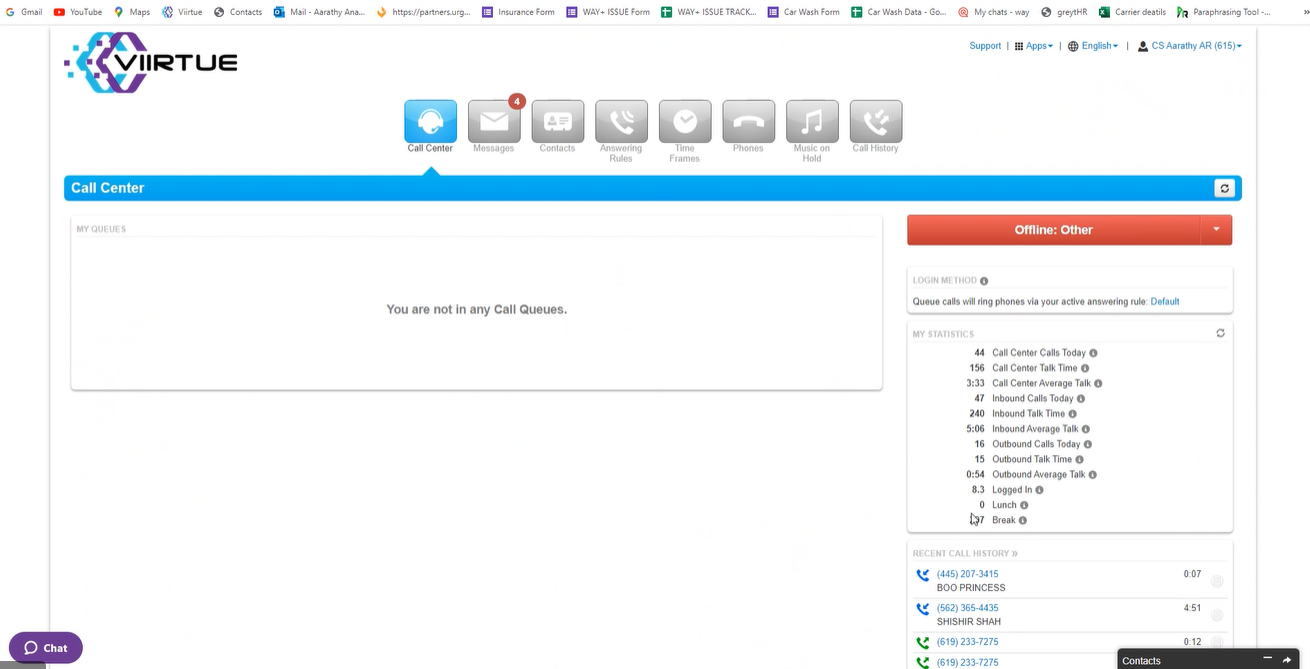 Gmail YouTube Maps Viirtue Contacts Mail - Aarathy Ana... https://partners.urg... Insurance Form WAY+ ISSUE Form WAY+ ISSUE TRACK... Car Wash Form Car Wash Data - Go... My chats - way greytHR Carrier deatils Paraphrasing Tool -... »
VIIRTUE
Support | Apps | English | CS Aarathy AR (615)
4
Call Center Messages Contacts Answering Rules Time Frames Phones Music on Hold Call History
Call Center
MY QUEUES
You are not in any Call Queues.
Offline: Other
LOGIN METHOD
Queue calls will ring phones via your active answering rule: Default
MY STATISTICS
44 Call Center Calls Today
156 Call Center Talk Time
3:33 Call Center Average Talk
47 Inbound Calls Today
240 Inbound Talk Time
5:06 Inbound Average Talk
16 Outbound Calls Today
15 Outbound Talk Time
0:54 Outbound Average Talk
8.3 Logged In
0 Lunch
Break
RECENT CALL HISTORY »
(445) 207-3415 0:07
BOO PRINCESS
(562) 365-4435 4:51
SHISHIR SHAH
(619) 233-7275 0:12
(619) 233-7275
Chat
Contacts